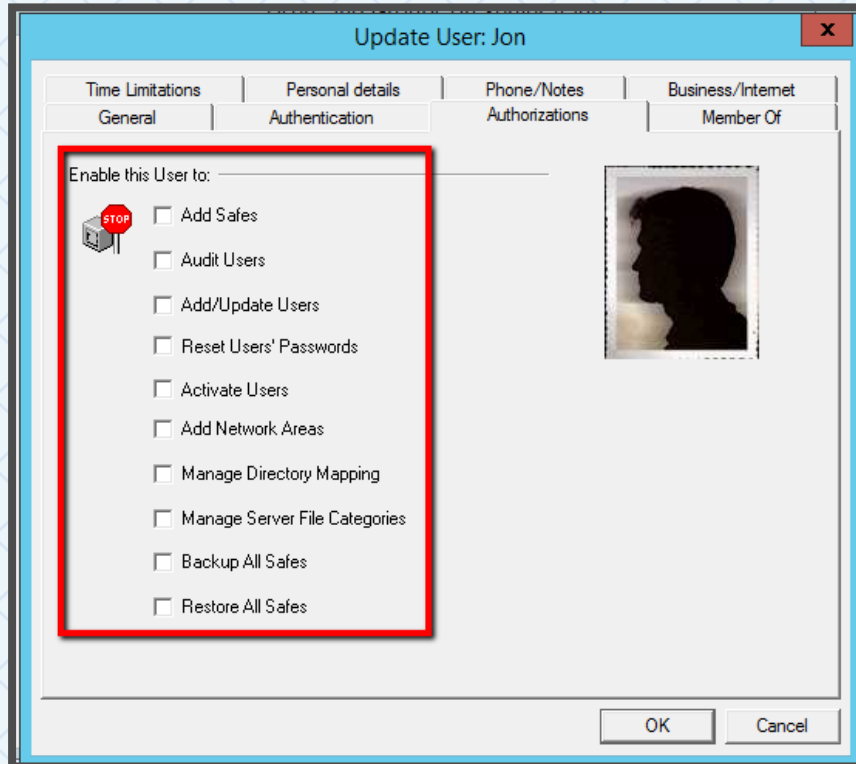 Update User: Jon
x
Time Limitations
Personal details
Phone/Notes
Business/Internet
General
Authentication
Authorizations
Member Of
Enable this User to:
STOP
Add Safes
Audit Users
Add/Update Users
Reset Users' Passwords
Activate Users
Add Network Areas
Manage Directory Mapping
Manage Server File Categories
Backup All Safes
Restore All Safes
OK
Cancel